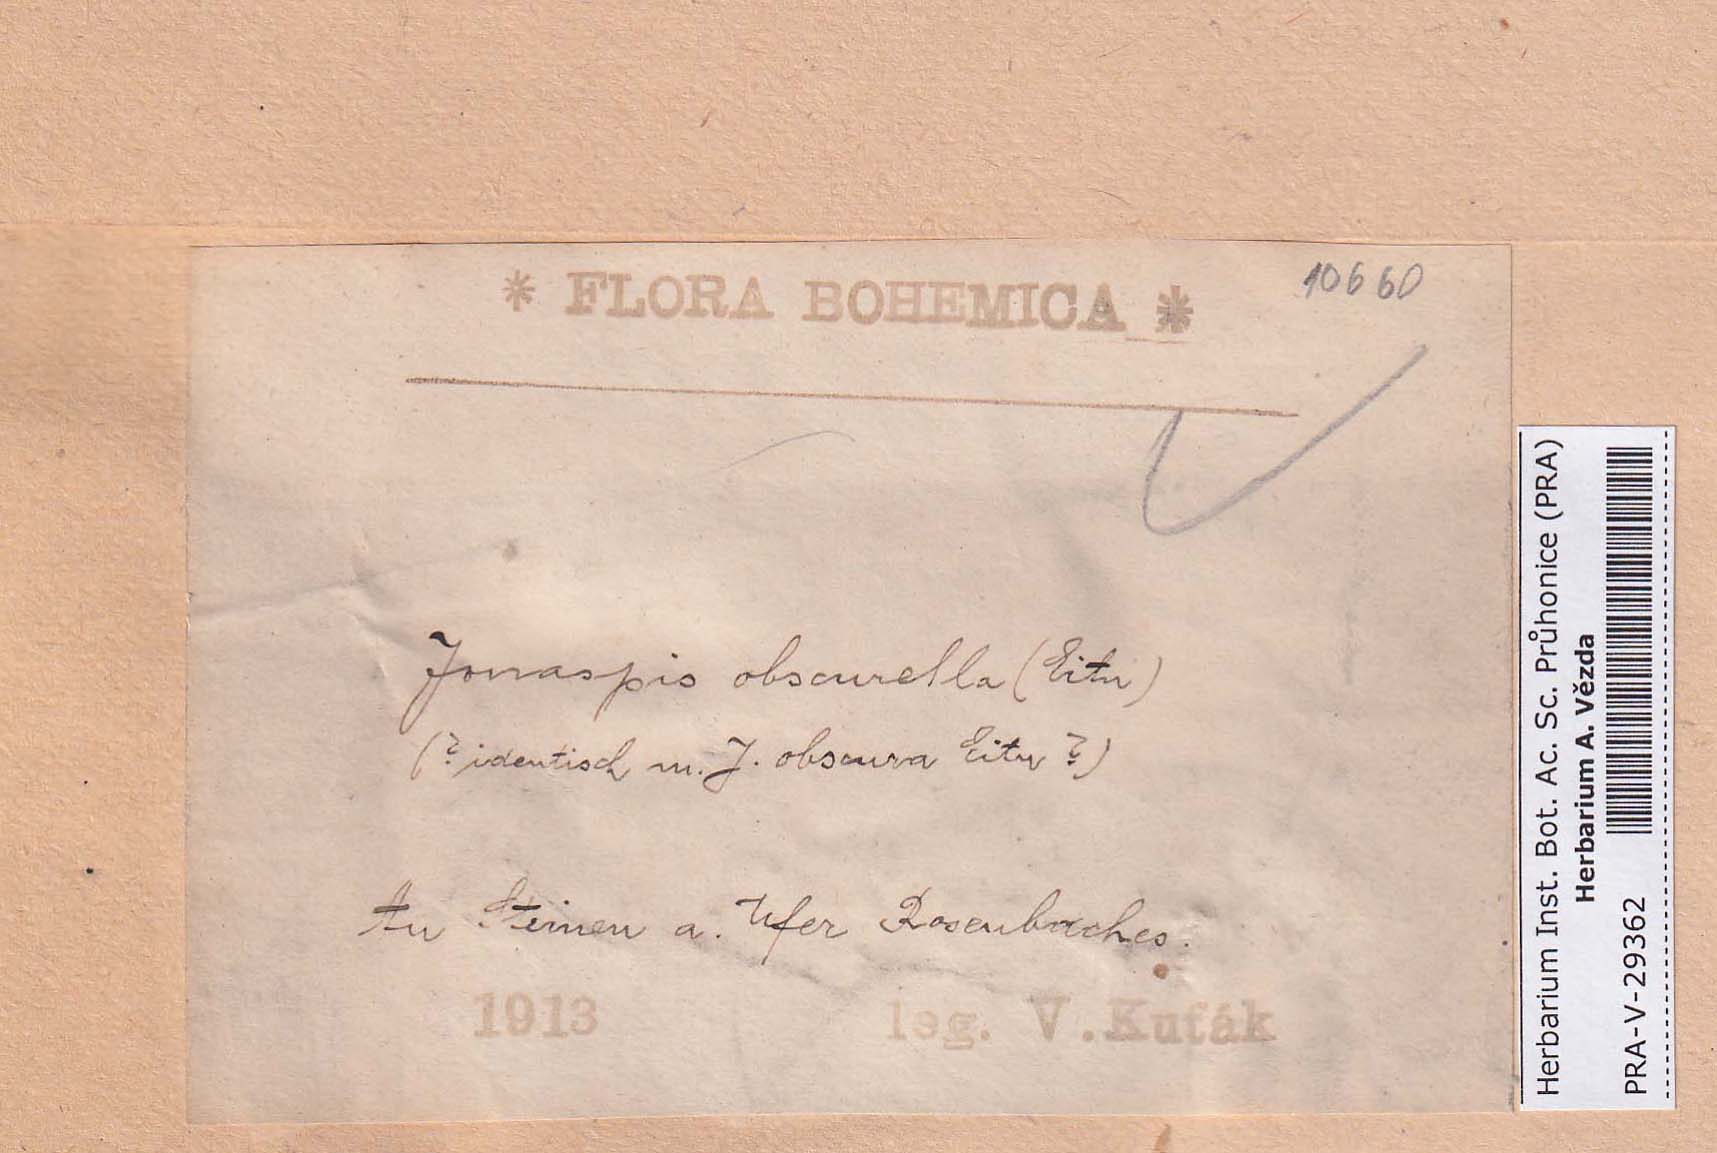 * FLORA BOHEMICA *
10660
Jonaspis obscurella (Eitn)
(? identisch m. J. obscura Eitn ?)
An Steinen a. Ufer Rosenbaches.
1913 leg. V. Kuťák
Herbarium Inst. Bot. Ac. Sc. Průhonice (PRA)
Herbarium A. Vězda
PRA-V-29362